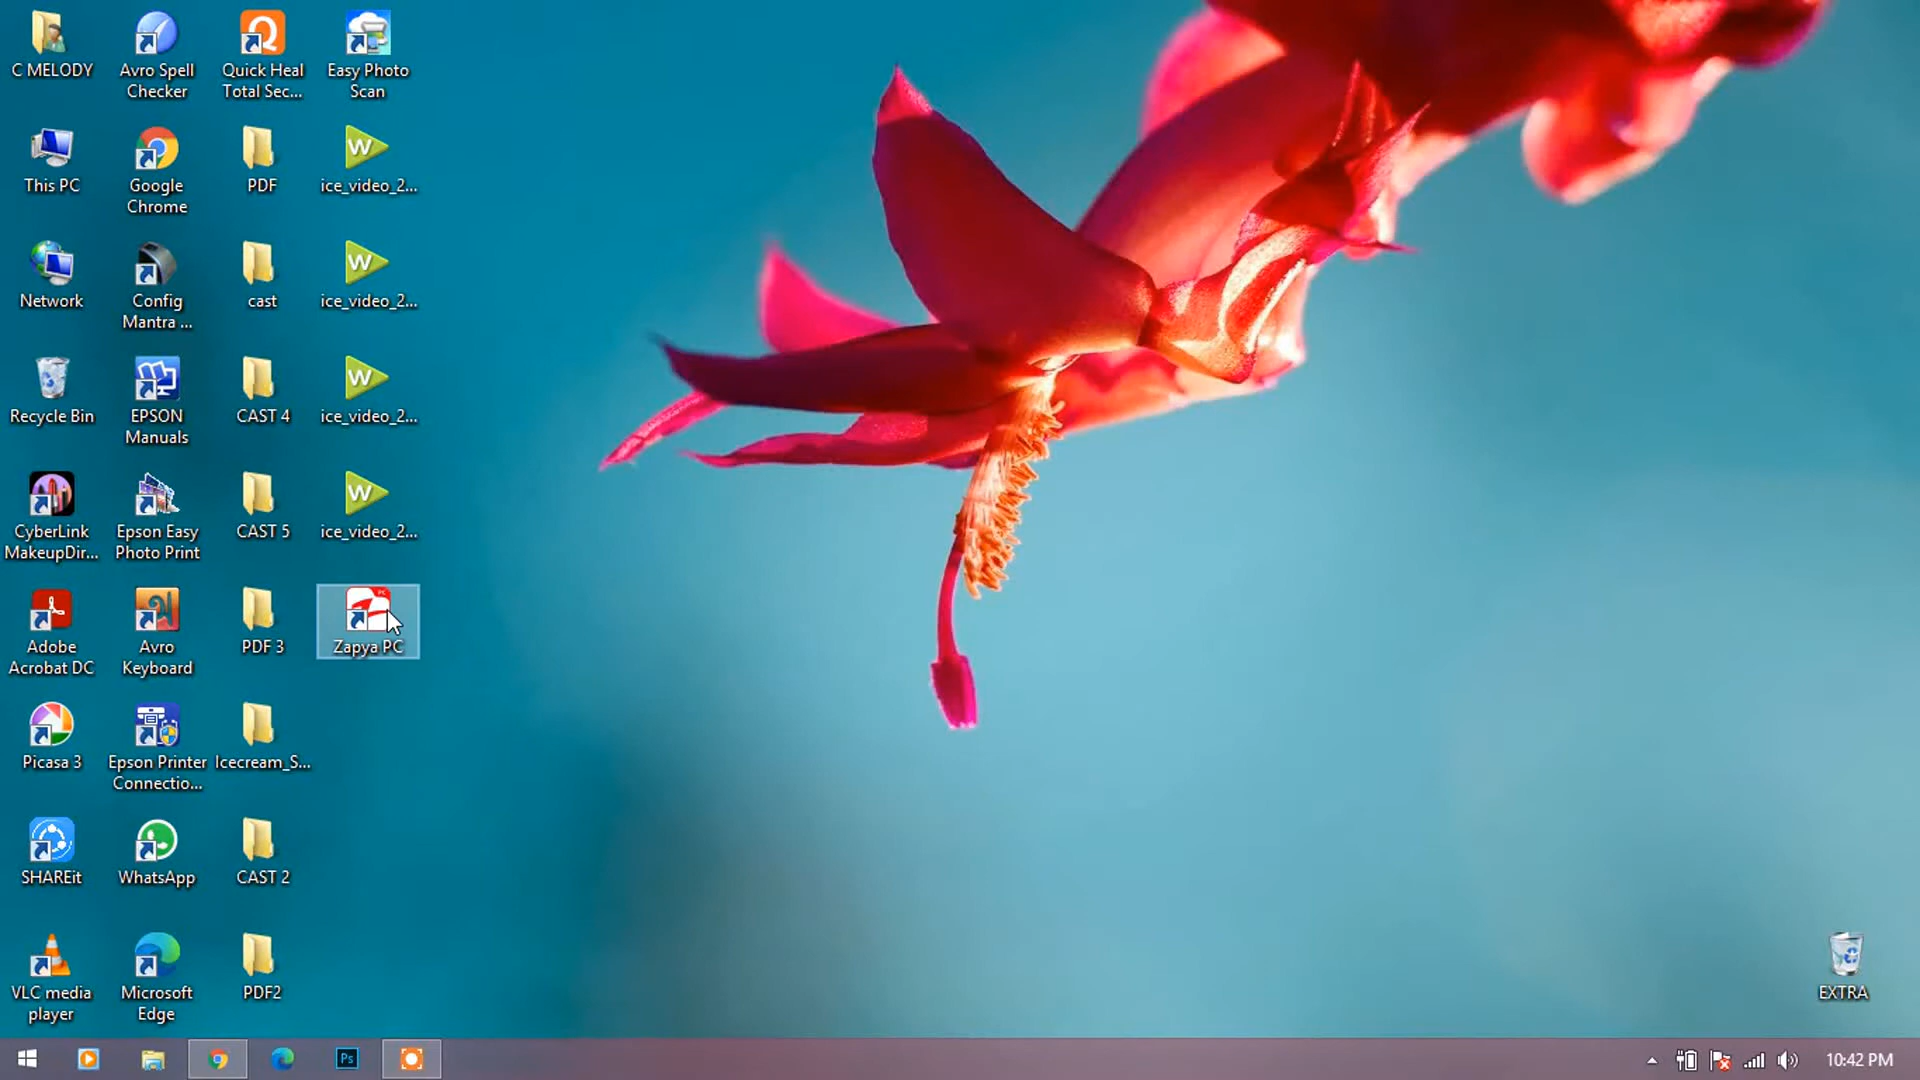 C MELODY
Avro Spell
Checker
Quick Heal
Total Sec...
Easy Photo
Scan
This PC
Google
Chrome
PDF
W
ice_video_2...
Network
Config
Mantra ...
cast
W
ice_video_2...
Recycle Bin
EPSON
Manuals
CAST 4
W
ice_video_2...
CyberLink
MakeupDir...
Epson Easy
Photo Print
CAST 5
W
ice_video_2...
Adobe
Acrobat DC
Avro
Keyboard
PDF 3
PC
Zapya PC
Picasa 3
Epson Printer
Connectio...
Icecream_S...
SHAREit
WhatsApp
CAST 2
VLC media
player
Microsoft
Edge
PDF2
EXTRA
Ps
10:42 PM